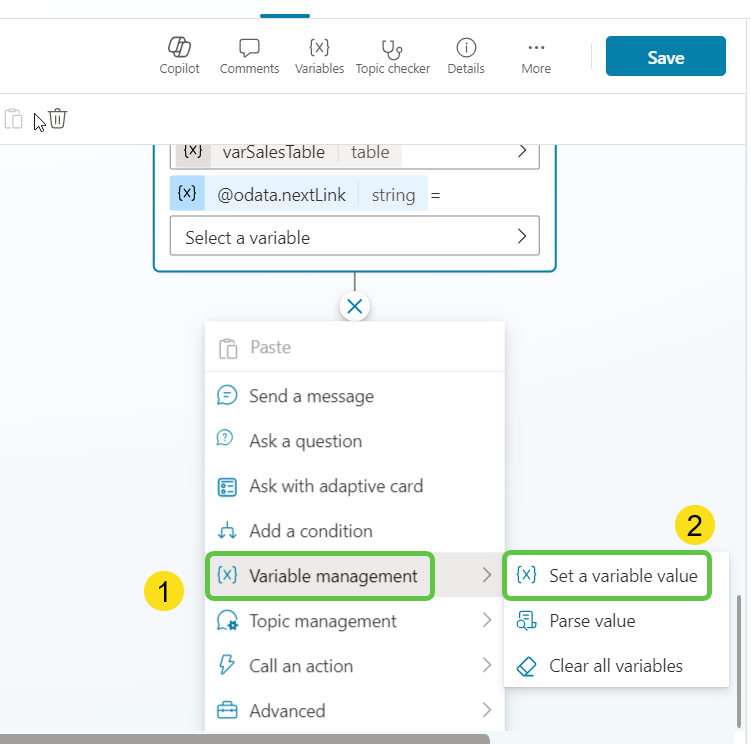 Copilot Comments Variables Topic checker Details More Save
{x} varSalesTable table
{x} @odata.nextLink string =
Select a variable
Paste
Send a message
Ask a question
Ask with adaptive card
Add a condition
2
1 {x} Variable management {x} Set a variable value
Topic management Parse value
Call an action Clear all variables
Advanced